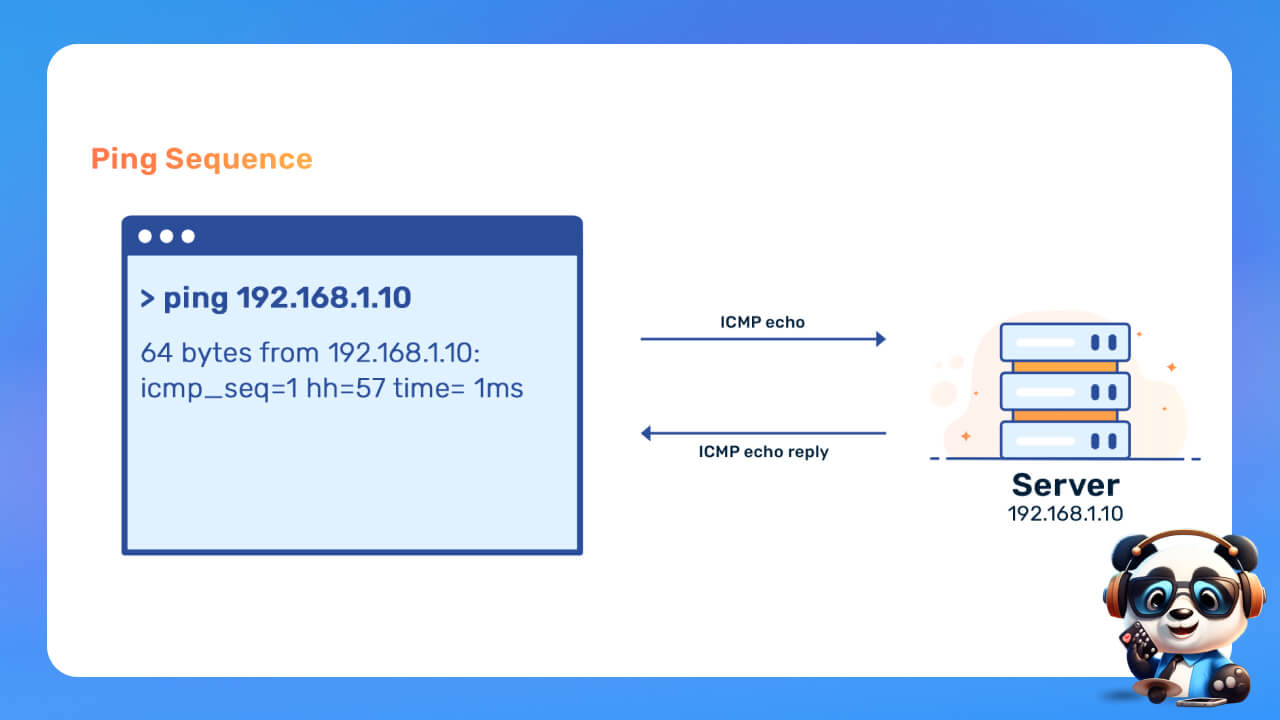 Ping Sequence
> ping 192.168.1.10
64 bytes from 192.168.1.10:
icmp_seq=1 hh=57 time= 1ms
ICMP echo
ICMP echo reply
Server
192.168.1.10